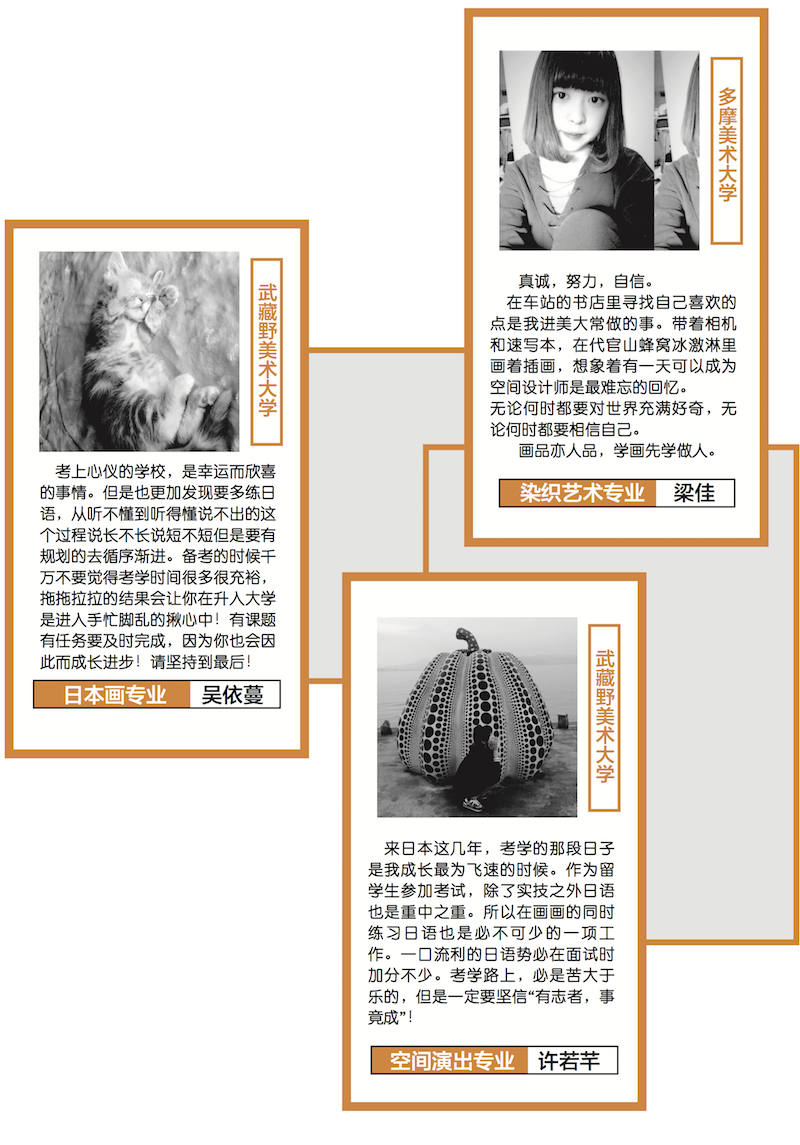 多摩美术大学
真诚，努力，自信。
在车站的书店里寻找自己喜欢的
点是我进美大常做的事。带着相机
和速写本，在代官山蜂窝冰激淋里
画着插画，想象着有一天可以成为
空间设计师是最难忘的回忆。
无论何时都要对世界充满好奇，无
论何时都要相信自己。
画品亦人品，学画先学做人。
染织艺术专业 梁佳
武藏野美术大学
考上心仪的学校，是幸运而欣喜
的事情。但是也更加发现要多练日
语，从听不懂到听得懂说不出的这
个过程说长不长说短不短但是要有
规划的去循序渐进。备考的时候千
万不要觉得考学时间很多很充裕，
拖拖拉拉的结果会让你在升入大学
是进入手忙脚乱的揪心中！有课题
有任务要及时完成，因为你也会因
此而成长进步！请坚持到最后！
日本画专业 吴依蔓
武藏野美术大学
来日本这几年，考学的那段日子
是我成长最为飞速的时候。作为留
学生参加考试，除了实技之外日语
也是重中之重。所以在画画的同时
练习日语也是必不可少的一项工
作。一口流利的日语势必在面试时
加分不少。考学路上，必是苦大于
乐的，但是一定要坚信“有志者，事
竟成”！
空间演出专业 许若芊